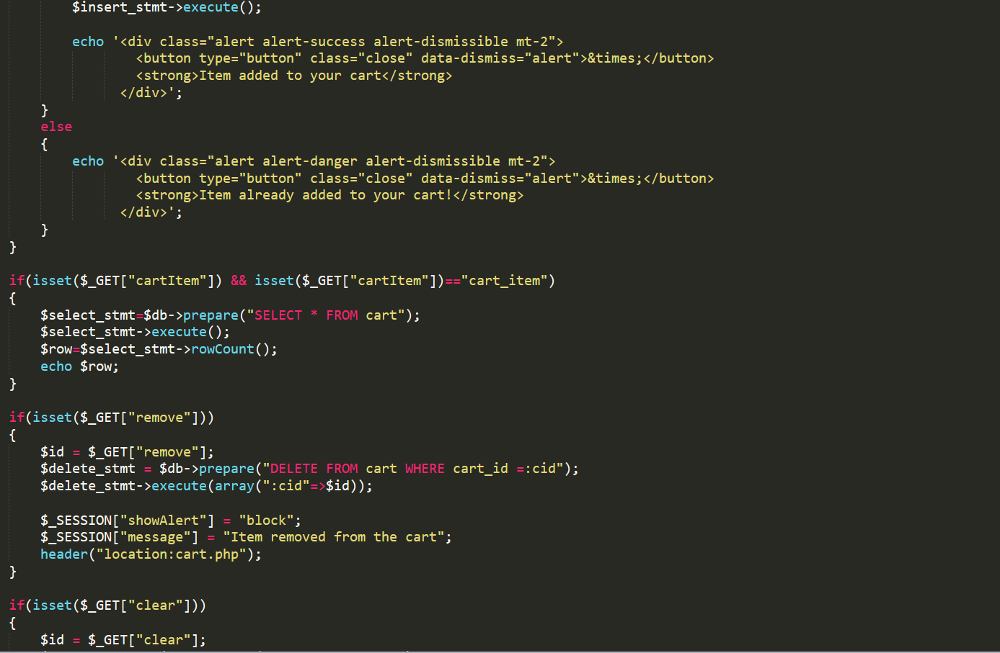 $insert_stmt->execute();
echo '<div class="alert alert-success alert-dismissible mt-2">
<button type="button" class="close" data-dismiss="alert">&times;</button>
<strong>Item added to your cart</strong>
</div>';
}
else
{
echo '<div class="alert alert-danger alert-dismissible mt-2">
<button type="button" class="close" data-dismiss="alert">&times;</button>
<strong>Item already added to your cart!</strong>
</div>';
}
}
if(isset($_GET["cartItem"]) && isset($_GET["cartItem"])=="cart_item")
{
$select_stmt=$db->prepare("SELECT * FROM cart");
$select_stmt->execute();
$row=$select_stmt->rowCount();
echo $row;
}
if(isset($_GET["remove"]))
{
$id = $_GET["remove"];
$delete_stmt = $db->prepare("DELETE FROM cart WHERE cart_id =:cid");
$delete_stmt->execute(array(":cid"=>$id));
$_SESSION["showAlert"] = "block";
$_SESSION["message"] = "Item removed from the cart";
header("location:cart.php");
}
if(isset($_GET["clear"]))
{
$id = $_GET["clear"];